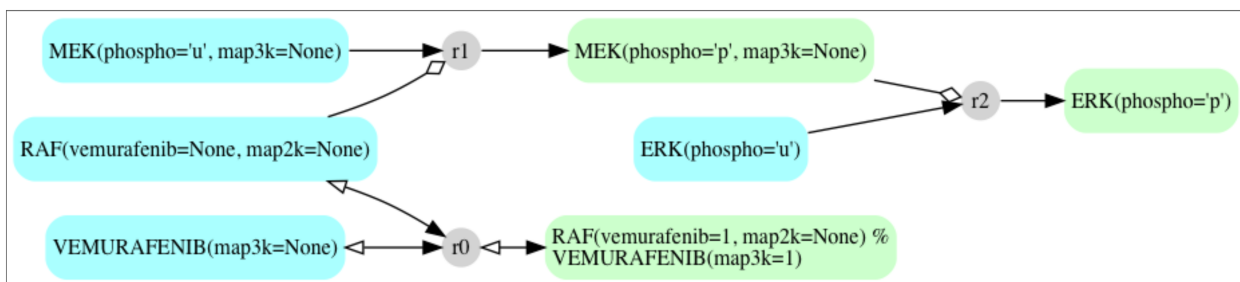 MEK(phospho='u', map3k=None)
r1
MEK(phospho='p', map3k=None)
r2
ERK(phospho='p')
RAF(vemurafenib=None, map2k=None)
ERK(phospho='u')
VEMURAFENIB(map3k=None)
r0
RAF(vemurafenib=1, map2k=None) %
VEMURAFENIB(map3k=1)